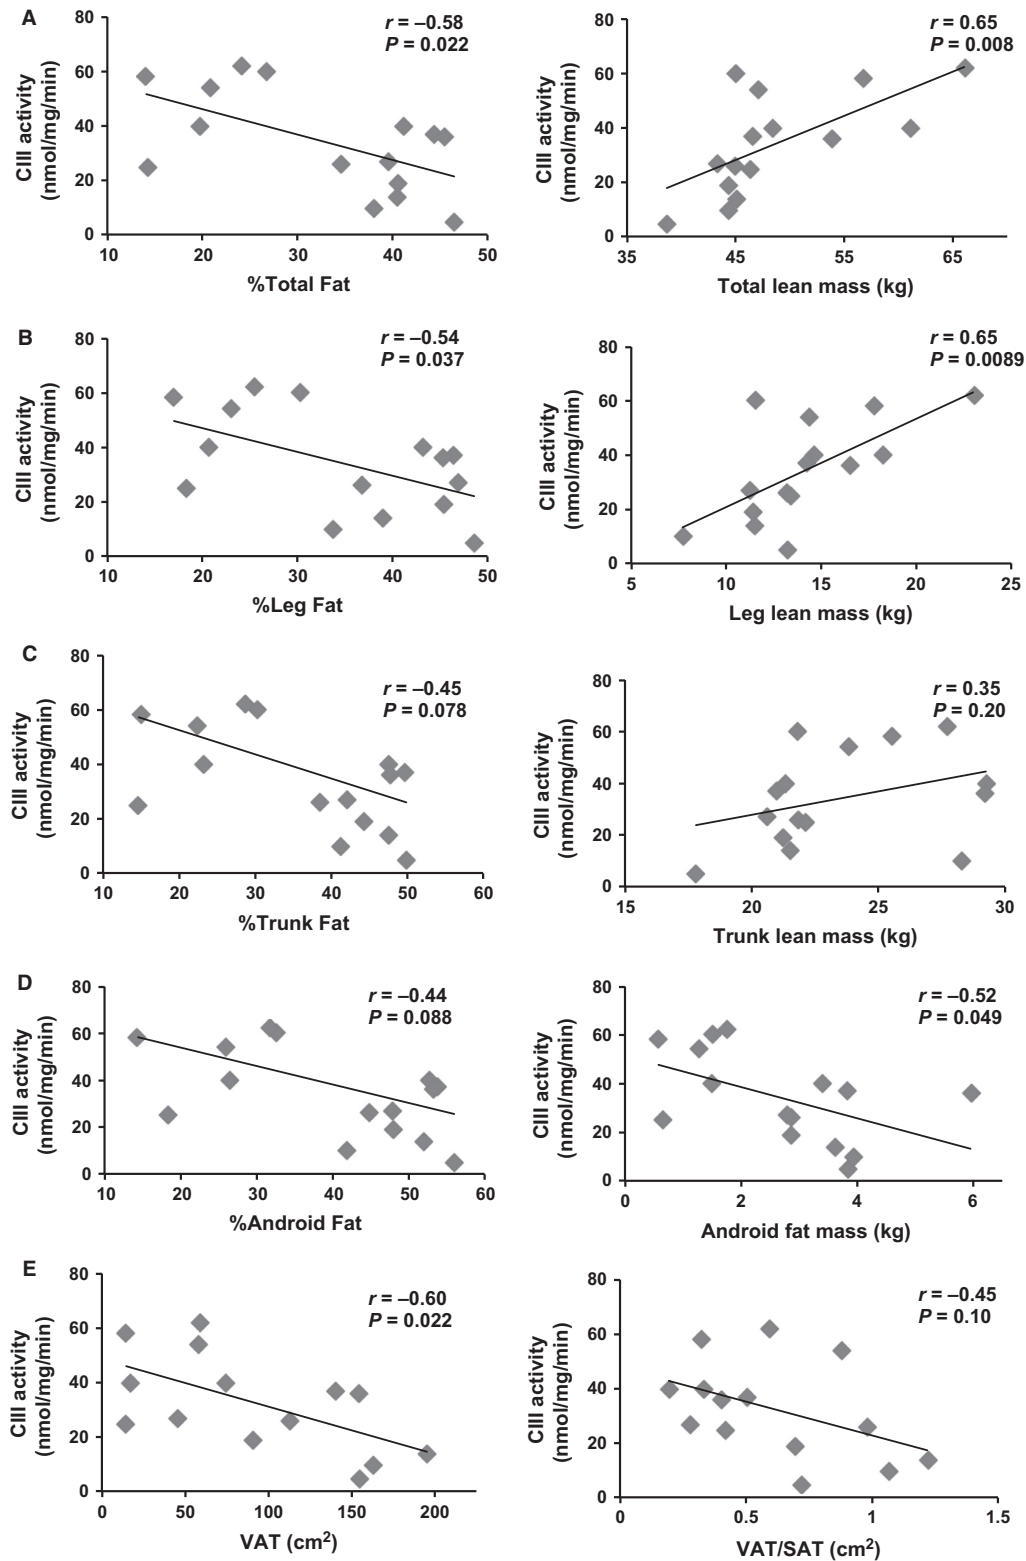 A
r = –0.58
P = 0.022
CIII activity
(nmol/mg/min)
80
60
40
20
0
10 20 30 40 50
%Total Fat
r = 0.65
P = 0.008
CIII activity
(nmol/mg/min)
80
60
40
20
0
35 45 55 65
Total lean mass (kg)
B
r = –0.54
P = 0.037
CIII activity
(nmol/mg/min)
80
60
40
20
0
10 20 30 40 50
%Leg Fat
r = 0.65
P = 0.0089
CIII activity
(nmol/mg/min)
80
60
40
20
0
5 10 15 20 25
Leg lean mass (kg)
C
r = –0.45
P = 0.078
CIII activity
(nmol/mg/min)
80
60
40
20
0
10 20 30 40 50 60
%Trunk Fat
r = 0.35
P = 0.20
CIII activity
(nmol/mg/min)
80
60
40
20
0
15 20 25 30
Trunk lean mass (kg)
D
r = –0.44
P = 0.088
CIII activity
(nmol/mg/min)
80
60
40
20
0
10 20 30 40 50 60
%Android Fat
r = –0.52
P = 0.049
CIII activity
(nmol/mg/min)
80
60
40
20
0
0 2 4 6
Android fat mass (kg)
E
r = –0.60
P = 0.022
CIII activity
(nmol/mg/min)
80
60
40
20
0
0 50 100 150 200
VAT (cm²)
r = –0.45
P = 0.10
CIII activity
(nmol/mg/min)
80
60
40
20
0
0 0.5 1 1.5
VAT/SAT (cm²)